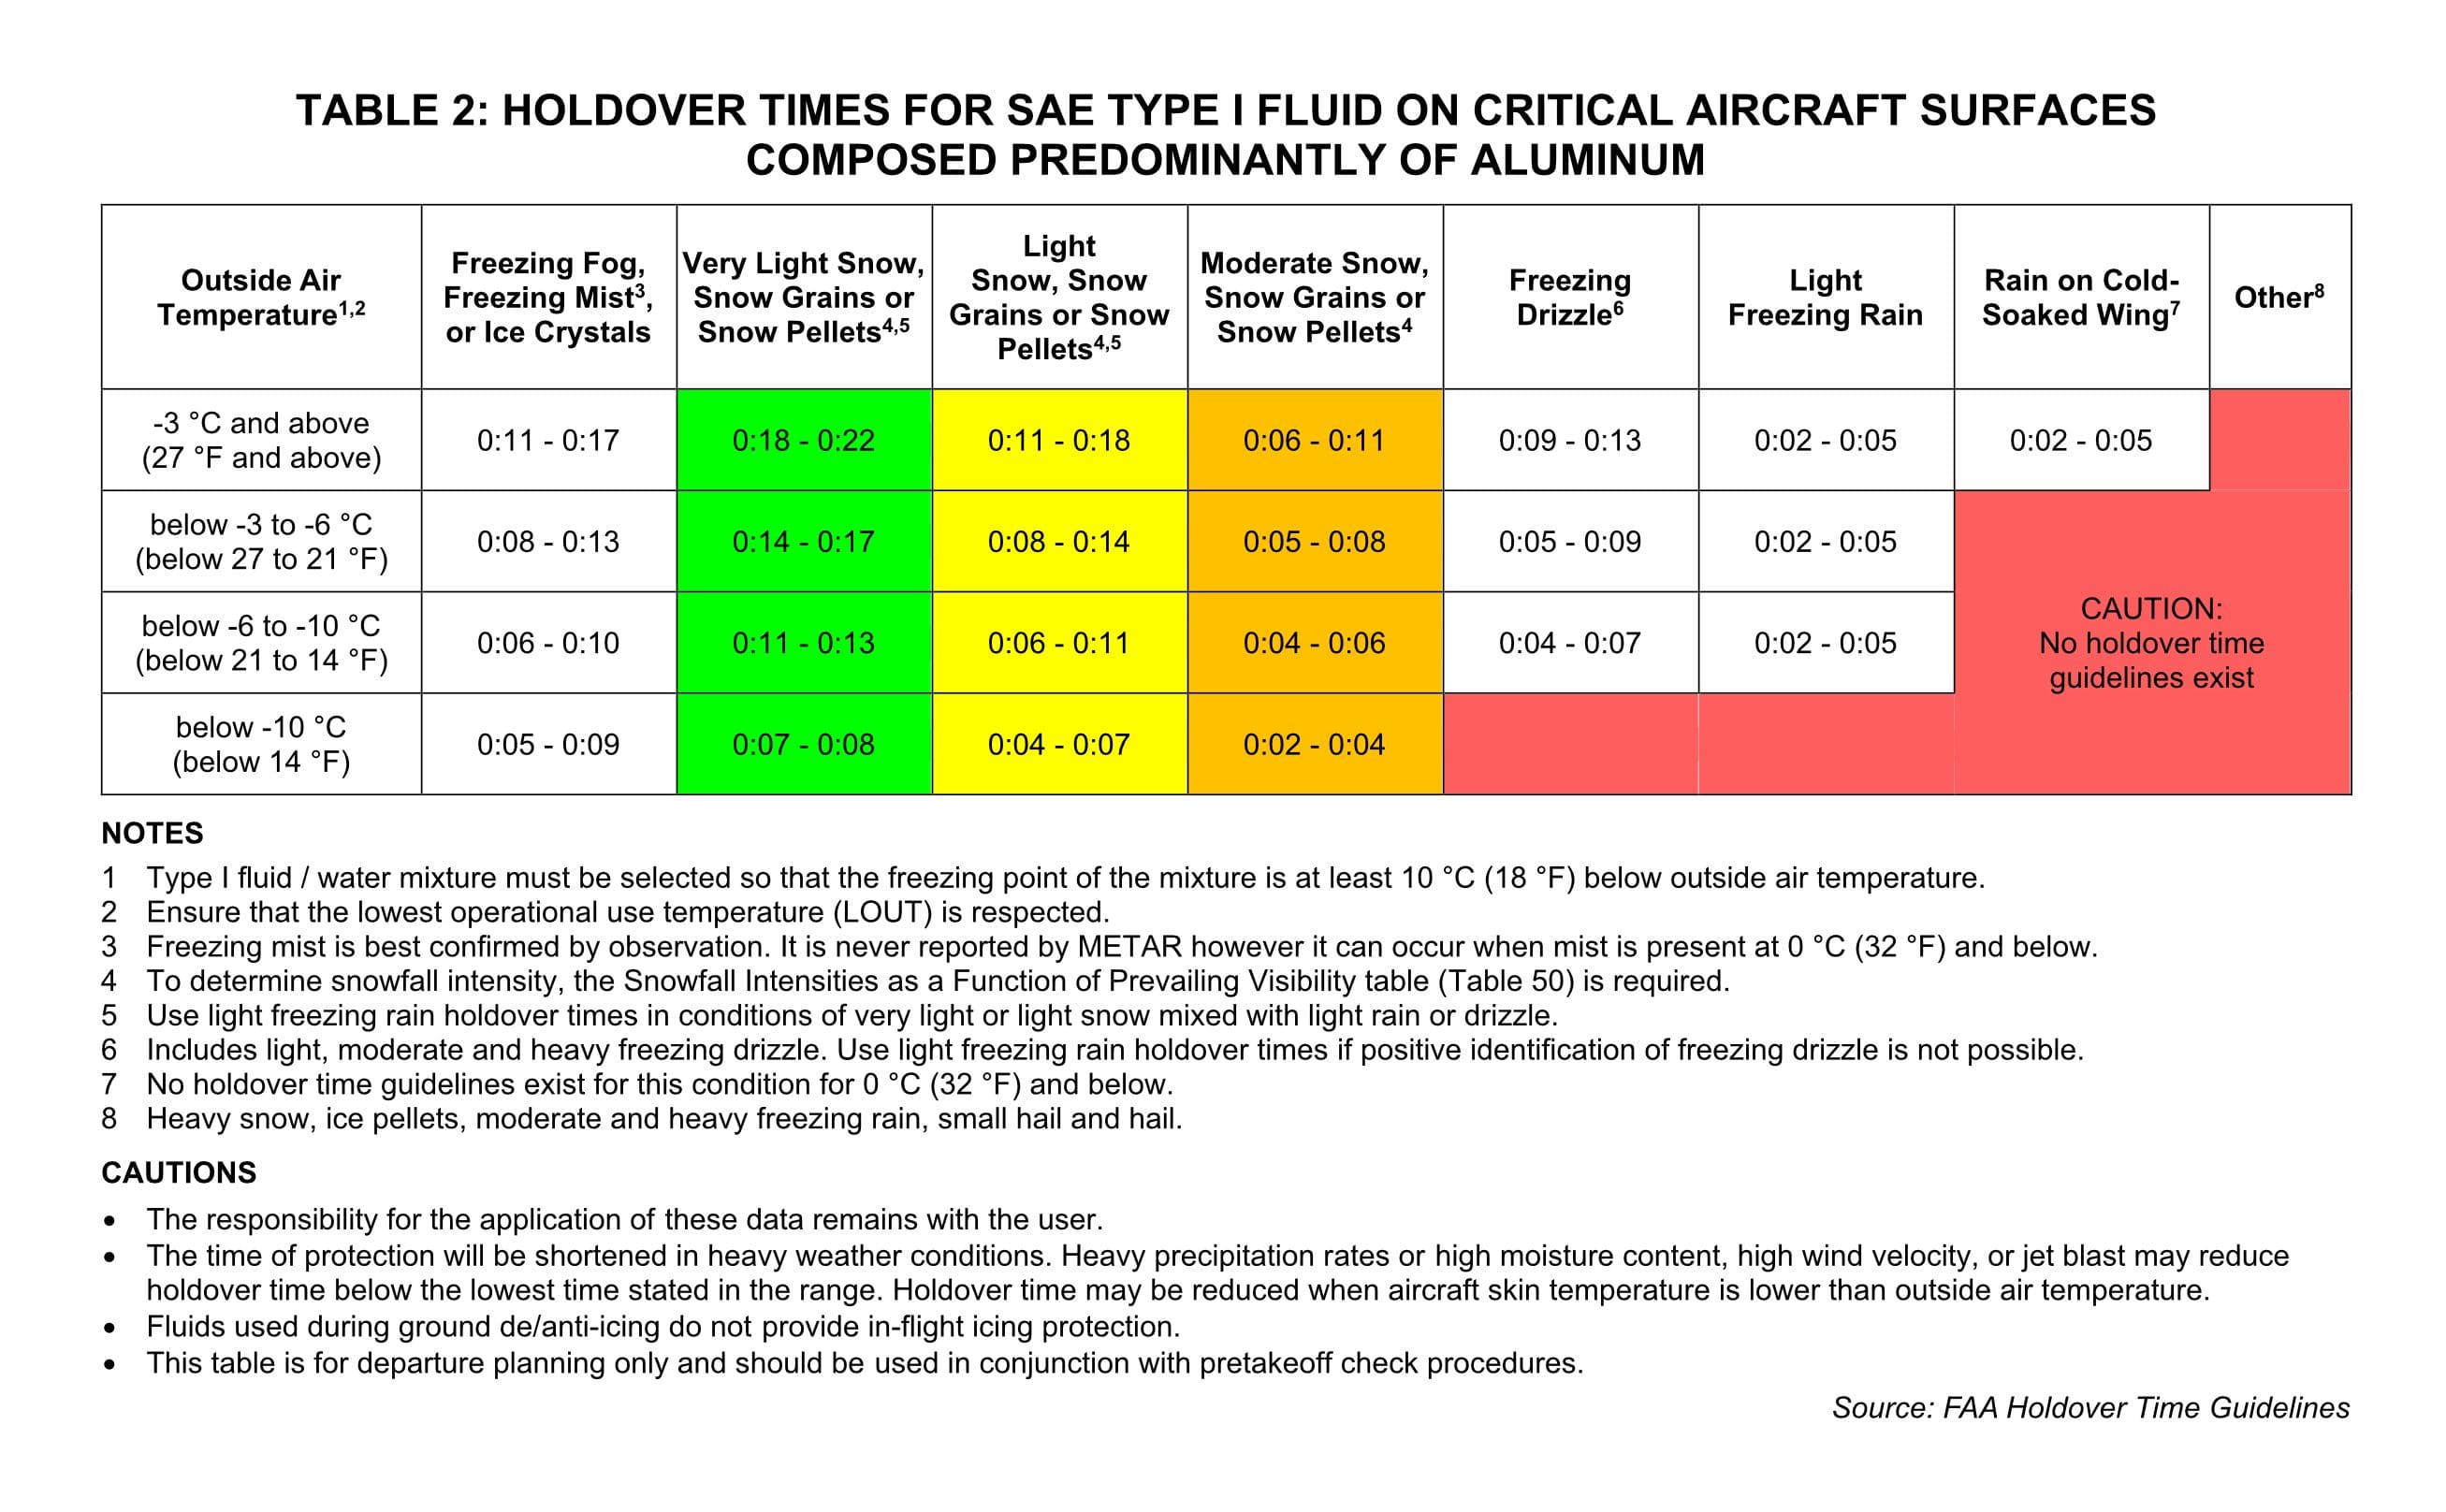 TABLE 2: HOLDOVER TIMES FOR SAE TYPE I FLUID ON CRITICAL AIRCRAFT SURFACES
COMPOSED PREDOMINANTLY OF ALUMINUM
Outside Air
Temperature1,2
Freezing Fog,
Freezing Mist3,
or Ice Crystals
Very Light Snow,
Snow Grains or
Snow Pellets4,5
Light
Snow, Snow
Grains or Snow
Pellets4,5
Moderate Snow,
Snow Grains or
Snow Pellets4
Freezing
Drizzle6
Light
Freezing Rain
Rain on Cold-
Soaked Wing7
Other8
-3 °C and above
(27 °F and above)
0:11 - 0:17
0:18 - 0:22
0:11 - 0:18
0:06 - 0:11
0:09 - 0:13
0:02 - 0:05
0:02 - 0:05
below -3 to -6 °C
(below 27 to 21 °F)
0:08 - 0:13
0:14 - 0:17
0:08 - 0:14
0:05 - 0:08
0:05 - 0:09
0:02 - 0:05
below -6 to -10 °C
(below 21 to 14 °F)
0:06 - 0:10
0:11 - 0:13
0:06 - 0:11
0:04 - 0:06
0:04 - 0:07
0:02 - 0:05
CAUTION:
No holdover time
guidelines exist
below -10 °C
(below 14 °F)
0:05 - 0:09
0:07 - 0:08
0:04 - 0:07
0:02 - 0:04
NOTES
1 Type I fluid / water mixture must be selected so that the freezing point of the mixture is at least 10 °C (18 °F) below outside air temperature.
2 Ensure that the lowest operational use temperature (LOUT) is respected.
3 Freezing mist is best confirmed by observation. It is never reported by METAR however it can occur when mist is present at 0 °C (32 °F) and below.
4 To determine snowfall intensity, the Snowfall Intensities as a Function of Prevailing Visibility table (Table 50) is required.
5 Use light freezing rain holdover times in conditions of very light or light snow mixed with light rain or drizzle.
6 Includes light, moderate and heavy freezing drizzle. Use light freezing rain holdover times if positive identification of freezing drizzle is not possible.
7 No holdover time guidelines exist for this condition for 0 °C (32 °F) and below.
8 Heavy snow, ice pellets, moderate and heavy freezing rain, small hail and hail.
CAUTIONS
• The responsibility for the application of these data remains with the user.
• The time of protection will be shortened in heavy weather conditions. Heavy precipitation rates or high moisture content, high wind velocity, or jet blast may reduce
holdover time below the lowest time stated in the range. Holdover time may be reduced when aircraft skin temperature is lower than outside air temperature.
• Fluids used during ground de/anti-icing do not provide in-flight icing protection.
• This table is for departure planning only and should be used in conjunction with pretakeoff check procedures.
Source: FAA Holdover Time Guidelines